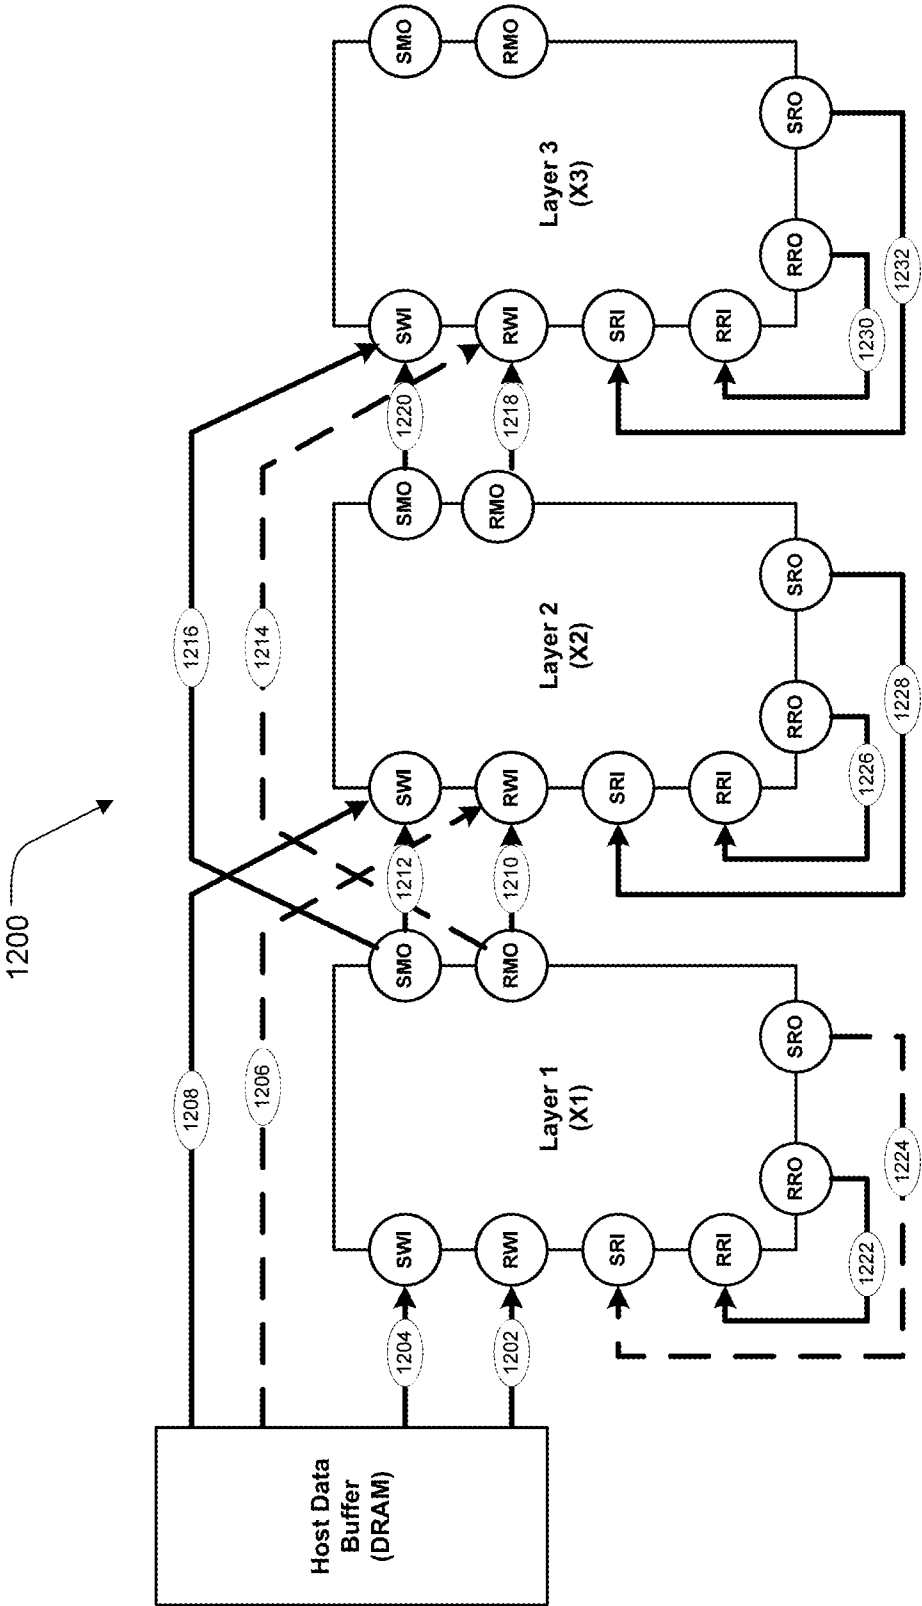 1200
Host Data
Buffer
(DRAM)
1208
1206
1204
1202
1216
1214
SWI
RWI
SRI
RRI
Layer 1
(X1)
SMO
RMO
RRO
SRO
1222
1224
1212
1210
SWI
RWI
SRI
RRI
Layer 2
(X2)
SMO
RMO
RRO
SRO
1226
1228
1220
1218
SWI
RWI
SRI
RRI
Layer 3
(X3)
SMO
RMO
RRO
SRO
1230
1232